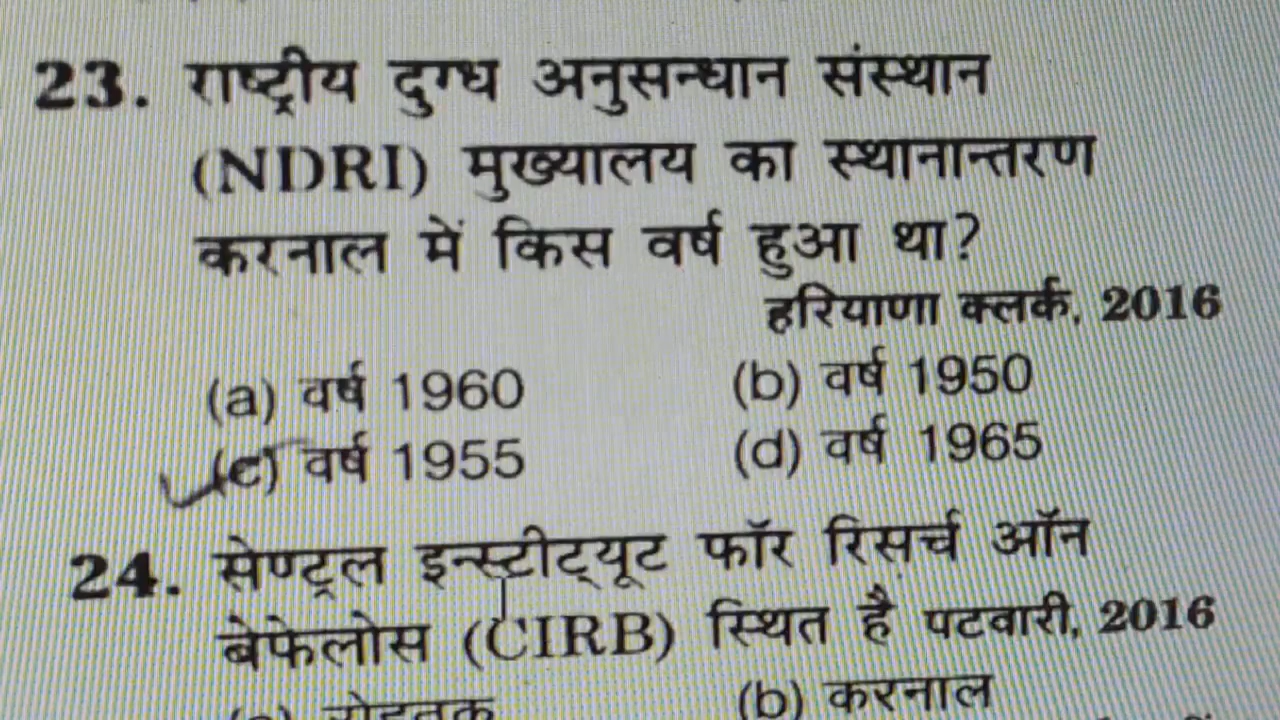 23. राष्ट्रीय दुग्ध अनुसन्धान संस्थान
(NDRI) मुख्यालय का स्थानान्तरण
करनाल में किस वर्ष हुआ था?
हरियाणा क्लर्क, 2016
(a) वर्ष 1960 (b) वर्ष 1950
(c) वर्ष 1955 (d) वर्ष 1965
24. सेण्ट्रल इन्स्टीट्यूट फॉर रिसर्च ऑन
बेफेलोस (CIRB) स्थित है पटवारी, 2016
(a) रोहतक (b) करनाल